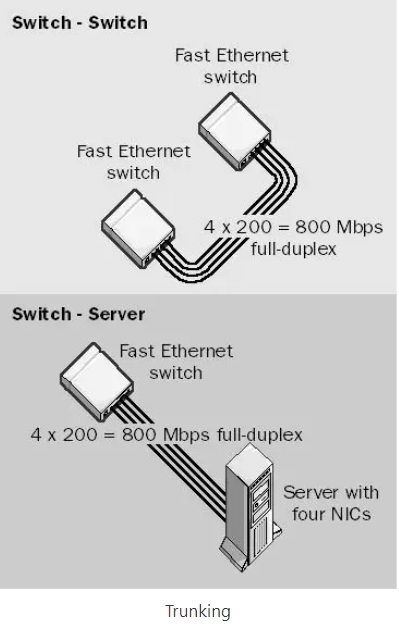 Switch - Switch
Fast Ethernet
switch
Fast Ethernet
switch
4 x 200 = 800 Mbps
full-duplex
Switch - Server
Fast Ethernet
switch
4 x 200 = 800 Mbps full-duplex
Server with
four NICs
Trunking